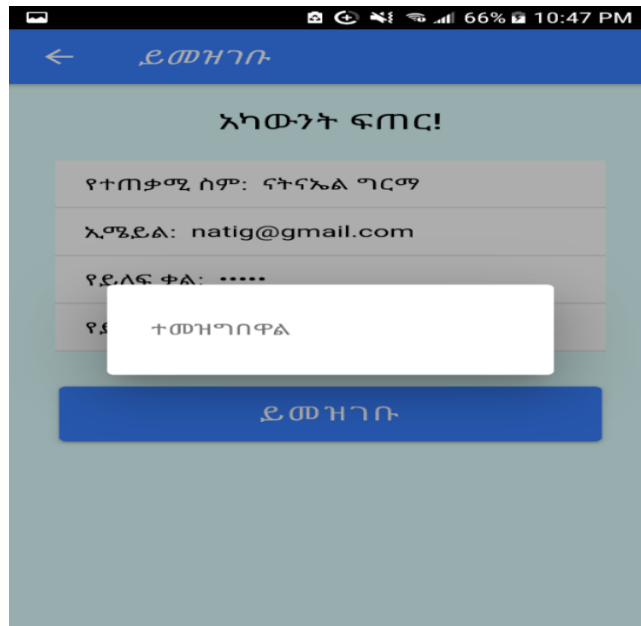 66% 10:47 PM
ይመዝገቡ
አካውንት ፍጠር!
የተጠቃሚ ስም: ናትናኤል ግርማ
ኢሜይል: natig@gmail.com
የይለፍ ቃል: •••••
ተመዝግበዋል
ይመዝገቡ